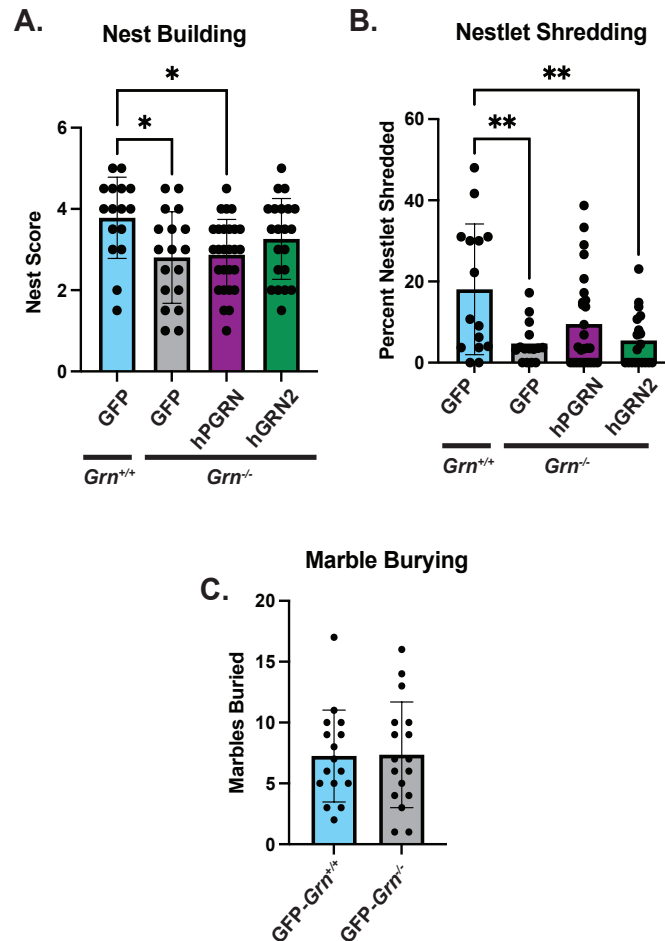 A.
Nest Building
*
*
Nest Score
6
4
2
0
GFP
GFP
hPGRN
hGRN2
Grn+/+
Grn-/-
B.
Nestlet Shredding
**
**
Percent Nestlet Shredded
60
40
20
0
GFP
GFP
hPGRN
hGRN2
Grn+/+
Grn-/-
Marble Burying
C.
Marbles Buried
20
15
10
5
0
GFP-Grn+/+
GFP-Grn-/-